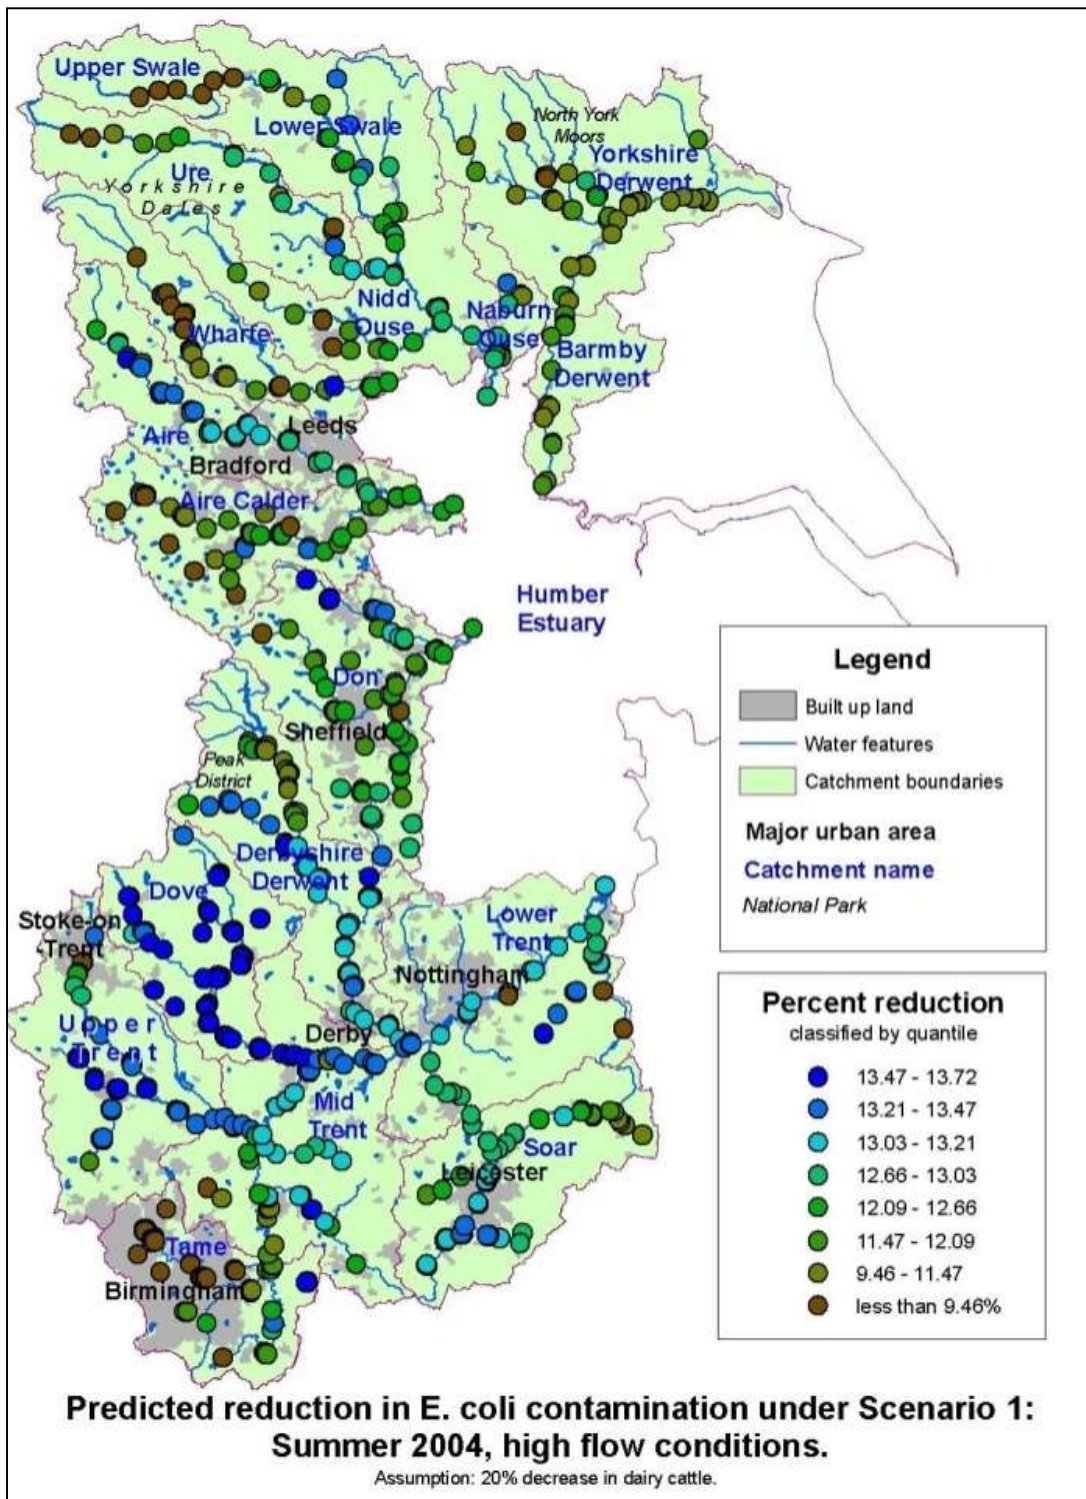 Upper Swale
Lower Swale
North York
Moors
Yorkshire
Derwent
Ure
Yorkshire
Dales
Nidd
Ouse
Naburn
Ouse
Wharfe
Barmby
Derwent
Aire
Leeds
Bradford
Aire Calder
Humber
Estuary
Don
Sheffield
Peak
District
Derbyshire
Derwent
Dove
Stoke-on
-Trent
Lower
Trent
Nottingham
Upper
Trent
Derby
Mid
Trent
Soar
Leicester
Tame
Birmingham
Legend
Built up land
Water features
Catchment boundaries
Major urban area
Catchment name
National Park
Percent reduction
classified by quantile
13.47 - 13.72
13.21 - 13.47
13.03 - 13.21
12.66 - 13.03
12.09 - 12.66
11.47 - 12.09
9.46 - 11.47
less than 9.46%
Predicted reduction in E. coli contamination under Scenario 1:
Summer 2004, high flow conditions.
Assumption: 20% decrease in dairy cattle.